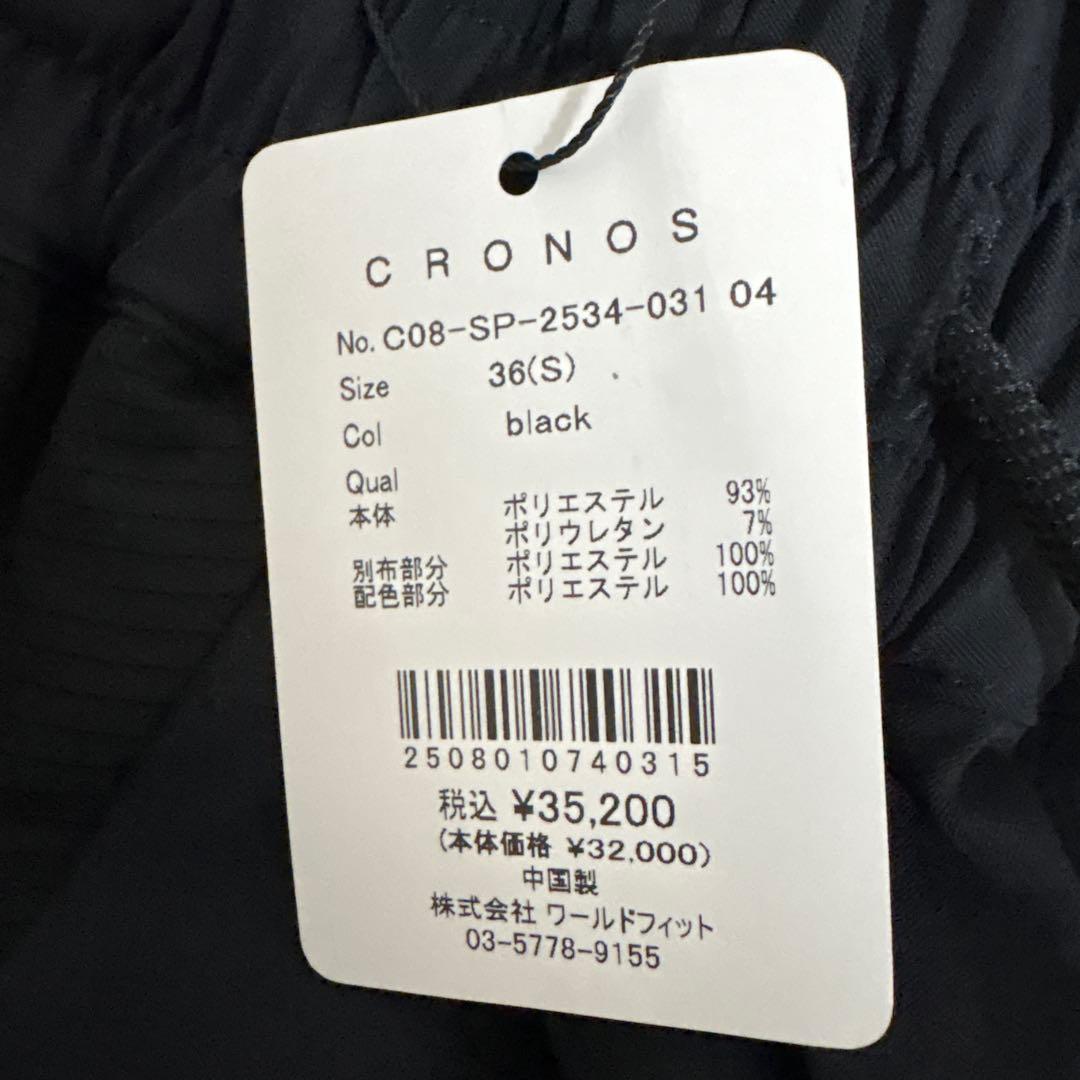 CRONOS
No. C08-SP-2534-031 04
Size 36(S)
Col black
Qual
本体 ポリエステル 93%
ポリウレタン 7%
別布部分 ポリエステル 100%
配色部分 ポリエステル 100%
2508010740315
税込 ¥35,200
(本体価格 ¥32,000)
中国製
株式会社 ワールドフィット
03-5778-9155